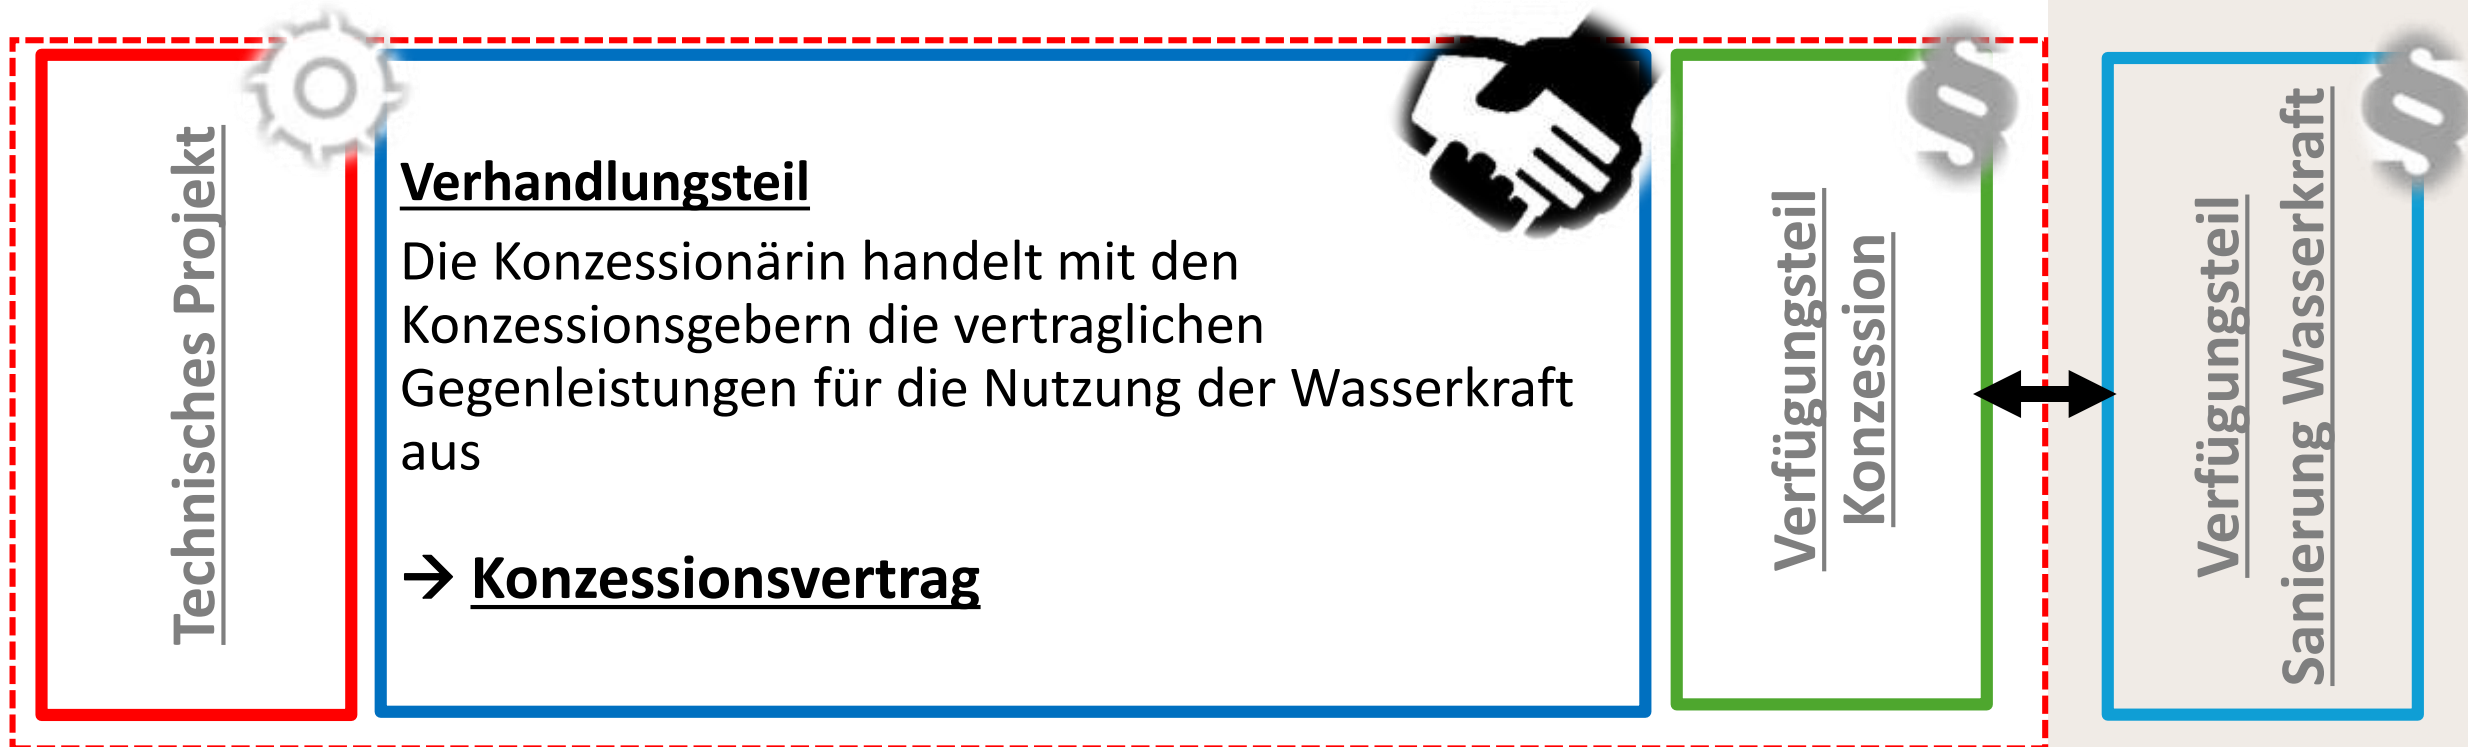 Technisches Projekt
Verhandlungsteil
Die Konzessionärin handelt mit den
Konzessionsgebern die vertraglichen
Gegenleistungen für die Nutzung der Wasserkraft
aus
→ Konzessionsvertrag
Verfügungsteil
Konzession
Verfügungsteil
Sanierung Wasserkraft
§
§